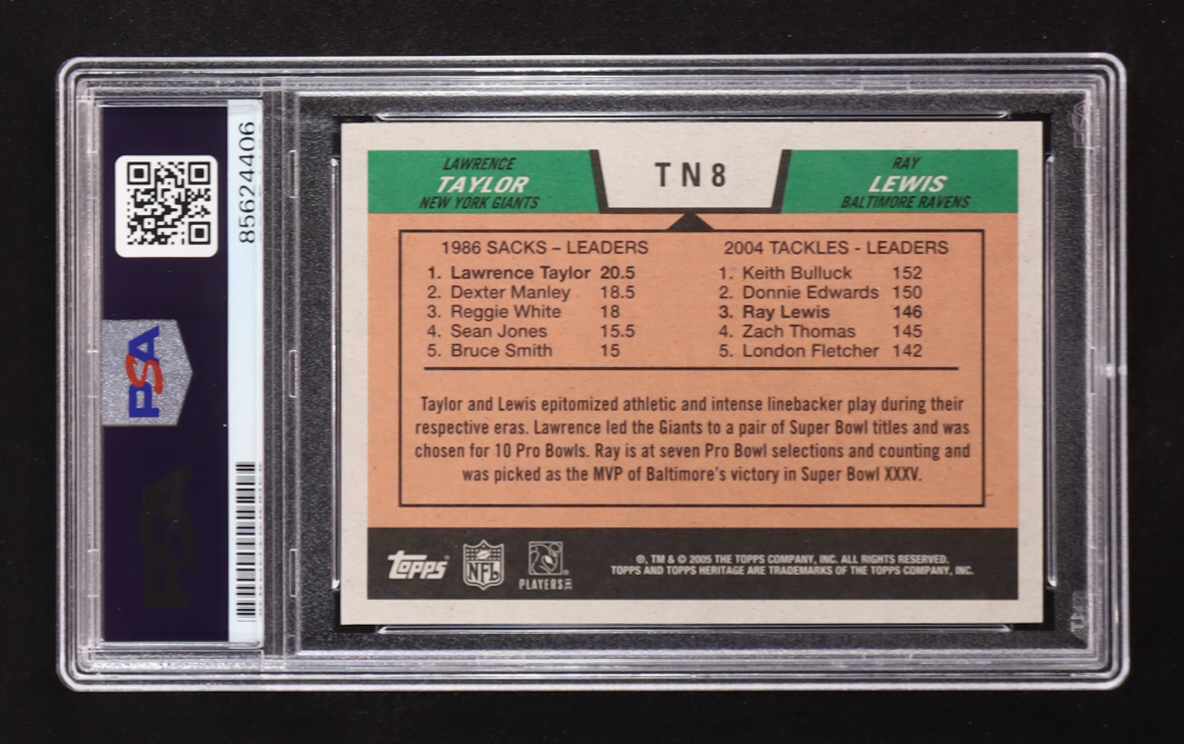 85624406
PSA
PSA
LAWRENCE
TAYLOR
NEW YORK GIANTS
TN8
RAY
LEWIS
BALTIMORE RAVENS
1986 SACKS – LEADERS
1. Lawrence Taylor 20.5
2. Dexter Manley 18.5
3. Reggie White 18
4. Sean Jones 15.5
5. Bruce Smith 15
2004 TACKLES - LEADERS
1. Keith Bulluck 152
2. Donnie Edwards 150
3. Ray Lewis 146
4. Zach Thomas 145
5. London Fletcher 142
Taylor and Lewis epitomized athletic and intense linebacker play during their
respective eras. Lawrence led the Giants to a pair of Super Bowl titles and was
chosen for 10 Pro Bowls. Ray is at seven Pro Bowl selections and counting and
was picked as the MVP of Baltimore's victory in Super Bowl XXXV.
Topps®
NFL
PLAYERS INC
®, TM & © 2005 THE TOPPS COMPANY, INC. ALL RIGHTS RESERVED.
TOPPS AND TOPPS HERITAGE ARE TRADEMARKS OF THE TOPPS COMPANY, INC.